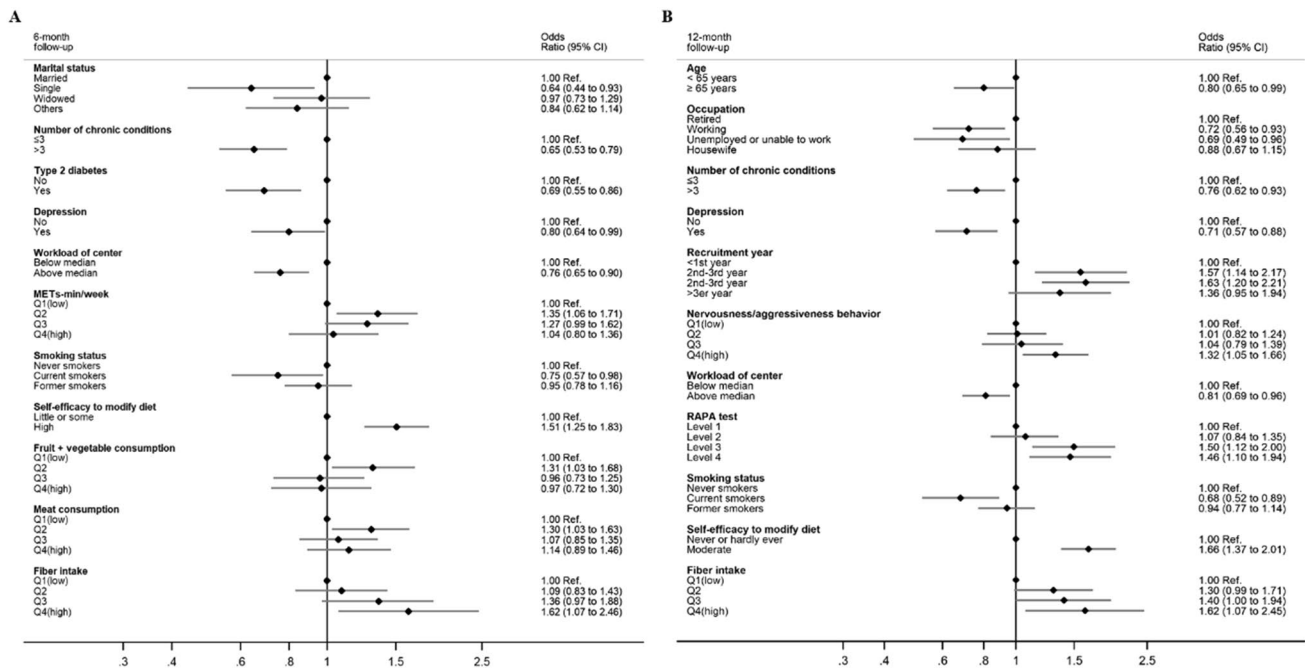 A
6-month
follow-up
Odds
Ratio (95% CI)
Marital status
Married 1.00 Ref.
Single 0.64 (0.44 to 0.93)
Widowed 0.97 (0.73 to 1.29)
Others 0.84 (0.62 to 1.14)
Number of chronic conditions
≤3 1.00 Ref.
>3 0.65 (0.53 to 0.79)
Type 2 diabetes
No 1.00 Ref.
Yes 0.69 (0.55 to 0.86)
Depression
No 1.00 Ref.
Yes 0.80 (0.64 to 0.99)
Workload of center
Below median 1.00 Ref.
Above median 0.76 (0.65 to 0.90)
METs-min/week
Q1(low) 1.00 Ref.
Q2 1.35 (1.06 to 1.71)
Q3 1.27 (0.99 to 1.62)
Q4(high) 1.04 (0.80 to 1.36)
Smoking status
Never smokers 1.00 Ref.
Current smokers 0.75 (0.57 to 0.98)
Former smokers 0.95 (0.78 to 1.16)
Self-efficacy to modify diet
Little or some 1.00 Ref.
High 1.51 (1.25 to 1.83)
Fruit + vegetable consumption
Q1(low) 1.00 Ref.
Q2 1.31 (1.03 to 1.68)
Q3 0.96 (0.73 to 1.25)
Q4(high) 0.97 (0.72 to 1.30)
Meat consumption
Q1(low) 1.00 Ref.
Q2 1.30 (1.03 to 1.63)
Q3 1.07 (0.85 to 1.35)
Q4(high) 1.14 (0.89 to 1.46)
Fiber intake
Q1(low) 1.00 Ref.
Q2 1.09 (0.83 to 1.43)
Q3 1.36 (0.97 to 1.88)
Q4(high) 1.62 (1.07 to 2.46)
.3 .6 .8 1 1.5 2.5
B
12-month
follow-up
Odds
Ratio (95% CI)
Age
< 65 years 1.00 Ref.
≥ 65 years 0.80 (0.65 to 0.99)
Occupation
Retired 1.00 Ref.
Working 0.72 (0.56 to 0.93)
Unemployed or unable to work 0.69 (0.49 to 0.96)
Housewife 0.88 (0.67 to 1.15)
Number of chronic conditions
≤3 1.00 Ref.
>3 0.76 (0.62 to 0.93)
Depression
No 1.00 Ref.
Yes 0.71 (0.57 to 0.88)
Recruitment year
<1st year 1.00 Ref.
2nd-3rd year 1.57 (1.14 to 2.17)
2nd-3rd year 1.63 (1.20 to 2.21)
>3er year 1.36 (0.95 to 1.94)
Nervousness/aggressiveness behavior
Q1(low) 1.00 Ref.
Q2 1.01 (0.82 to 1.24)
Q3 1.04 (0.79 to 1.39)
Q4(high) 1.32 (1.05 to 1.66)
Workload of center
Below median 1.00 Ref.
Above median 0.81 (0.69 to 0.96)
RAPA test
Level 1 1.00 Ref.
Level 2 1.07 (0.84 to 1.35)
Level 3 1.50 (1.12 to 2.00)
Level 4 1.46 (1.10 to 1.94)
Smoking status
Never smokers 1.00 Ref.
Current smokers 0.68 (0.52 to 0.89)
Former smokers 0.94 (0.77 to 1.14)
Self-efficacy to modify diet
Never or hardly ever 1.00 Ref.
Moderate 1.66 (1.37 to 2.01)
Fiber intake
Q1(low) 1.00 Ref.
Q2 1.30 (0.99 to 1.71)
Q3 1.40 (1.00 to 1.94)
Q4(high) 1.62 (1.07 to 2.45)
.3 .6 .8 1 1.5 2.5